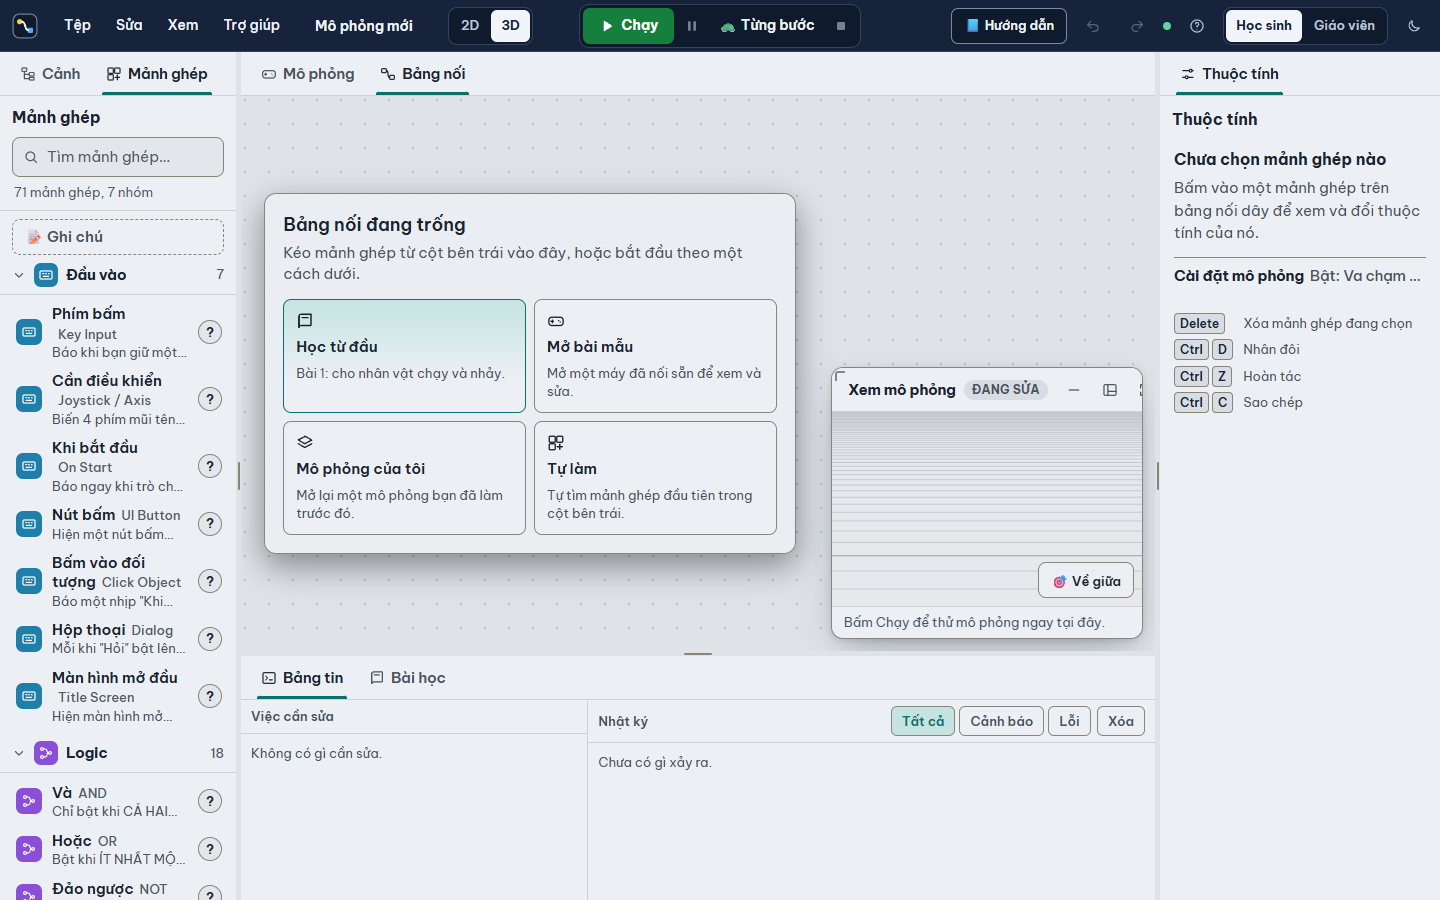 Tệp
Sửa
Xem
Trợ giúp
Mô phỏng mới
2D
3D
Chạy
Từng bước
Hướng dẫn
Học sinh
Giáo viên
Cảnh
Mảnh ghép
Mảnh ghép
Tìm mảnh ghép...
71 mảnh ghép, 7 nhóm
Ghi chú
Đầu vào
7
Phím bấm
Key Input
Báo khi bạn giữ một...
?
Cần điều khiển
Joystick / Axis
Biến 4 phím mũi tên...
?
Khi bắt đầu
On Start
Báo ngay khi trò ch...
?
Nút bấm UI Button
Hiện một nút bấm...
?
Bấm vào đối
tượng Click Object
Báo một nhịp "Khi...
?
Hộp thoại Dialog
Mỗi khi "Hỏi" bật lên...
?
Màn hình mở đầu
Title Screen
Hiện màn hình mở...
?
Logic
18
Và AND
Chỉ bật khi CẢ HAI...
?
Hoặc OR
Bật khi ÍT NHẤT MỘ...
?
Đảo ngược NOT
?
Mô phỏng
Bảng nối
Bảng nối đang trống
Kéo mảnh ghép từ cột bên trái vào đây, hoặc bắt đầu theo một
cách dưới.
Học từ đầu
Bài 1: cho nhân vật chạy và nhảy.
Mở bài mẫu
Mở một máy đã nối sẵn để xem và
sửa.
Mô phỏng của tôi
Mở lại một mô phỏng bạn đã làm
trước đó.
Tự làm
Tự tìm mảnh ghép đầu tiên trong
cột bên trái.
Xem mô phỏng
ĐANG SỬA
Về giữa
Bấm Chạy để thử mô phỏng ngay tại đây.
Bảng tin
Bài học
Việc cần sửa
Không có gì cần sửa.
Nhật ký
Tất cả
Cảnh báo
Lỗi
Xóa
Chưa có gì xảy ra.
Thuộc tính
Thuộc tính
Chưa chọn mảnh ghép nào
Bấm vào một mảnh ghép trên
bảng nối dây để xem và đổi thuộc
tính của nó.
Cài đặt mô phỏng Bật: Va chạm ...
Delete Xóa mảnh ghép đang chọn
Ctrl D Nhân đôi
Ctrl Z Hoàn tác
Ctrl C Sao chép